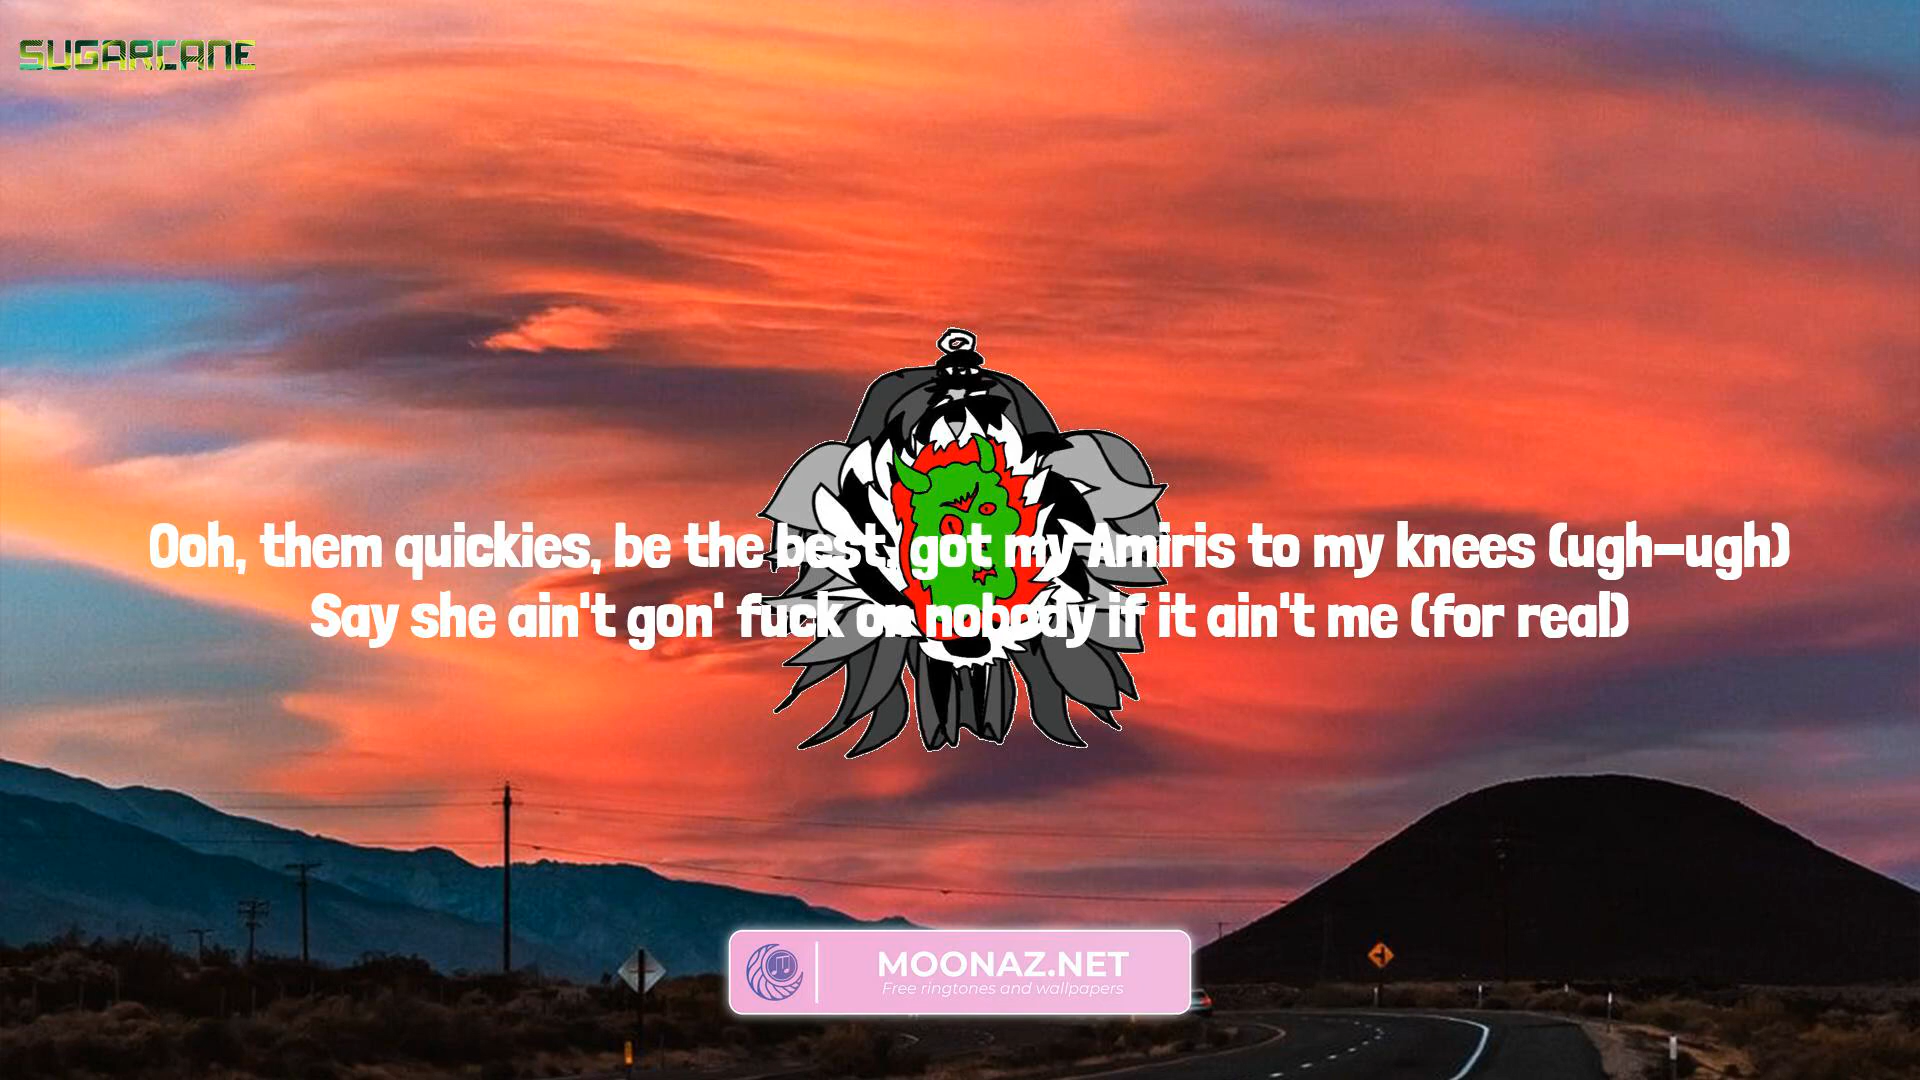 SUGARCANE
Ooh, them quickies, be the best, got my Amiris to my knees (ugh-ugh)
Say she ain't gon' fuck on nobody if it ain't me (for real)
MOONAZ.NET
Free ringtones and wallpapers